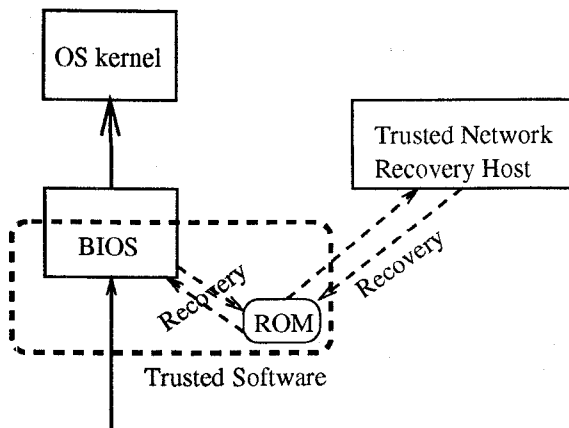 OS kernel
Trusted Network
Recovery Host
BIOS
Recovery
Recovery
ROM
Trusted Software